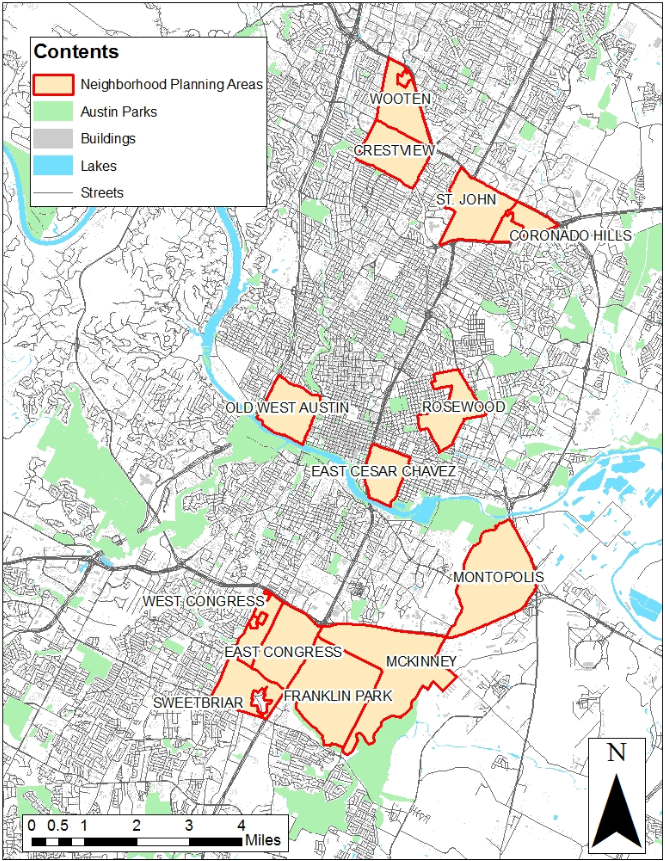 Contents
Neighborhood Planning Areas
Austin Parks
Buildings
Lakes
Streets
WOOTEN
CRESTVIEW
ST. JOHN
CORONADO HILLS
OLD WEST AUSTIN
ROSEWOOD
EAST CESAR CHAVEZ
MONTOPOLIS
WEST CONGRESS
EAST CONGRESS
MCKINNEY
SWEETBRIAR
FRANKLIN PARK
N
0 0.5 1 2 3 4
Miles